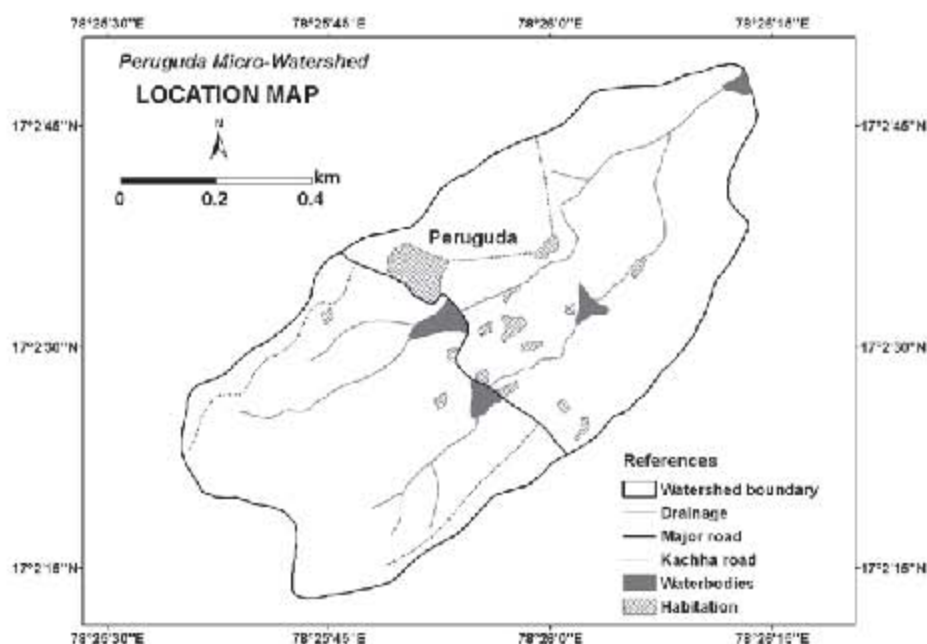 78°25'30"E 78°25'45"E 78°26'0"E 78°26'15"E
Peruguda Micro-Watershed
LOCATION MAP
N
km
0 0.2 0.4
17°2'45"N 17°2'45"N
Peruguda
17°2'30"N 17°2'30"N
References
Watershed boundary
Drainage
Major road
Kachha road
Waterbodies
Habitation
17°2'15"N 17°2'15"N
78°25'30"E 78°25'45"E 78°26'0"E 78°26'15"E